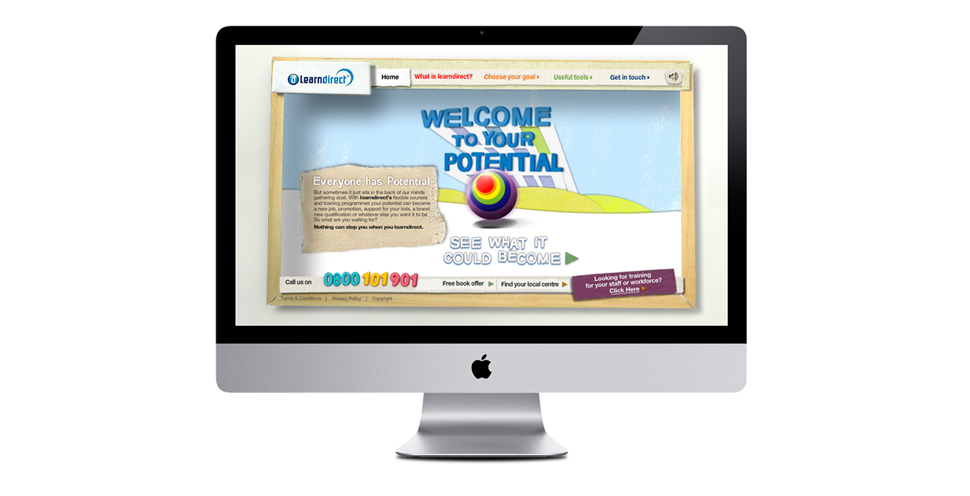 learndirect
Home What is learndirect? Choose your goal Useful tools Get in touch
WELCOME
TO YOUR
POTENTIAL
Everyone has Potential
But sometimes it just sits in the back of our minds
gathering dust. With learndirect's flexible courses
and training programmes your potential can become
a new job, promotion, support for your kids, a brand
new qualification or whatever else you want it to be.
So what are you waiting for?
Nothing can stop you when you learndirect.
SEE WHAT IT
COULD BECOME
Call us on 0800 101 901 Free book offer Find your local centre
Looking for training
for your staff or workforce?
Click Here
Terms & Conditions | Privacy Policy | Copyright